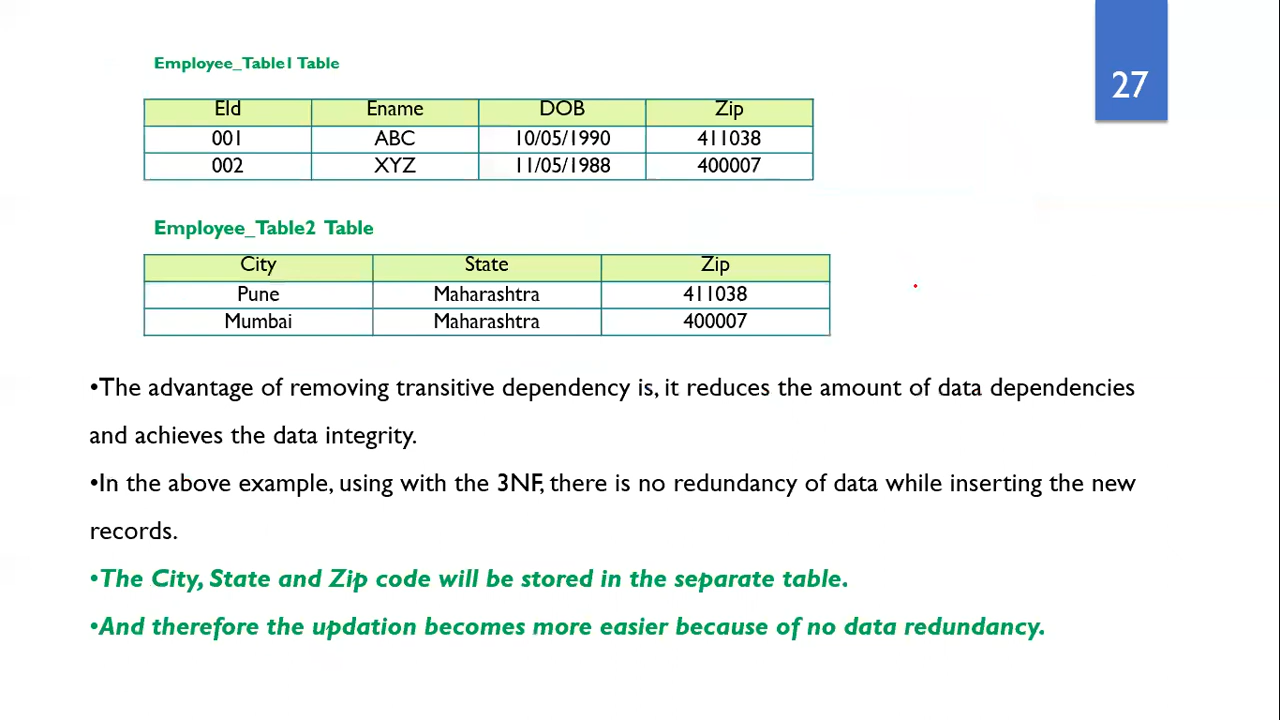 27
Employee_Table1 Table
EId Ename DOB Zip
001 ABC 10/05/1990 411038
002 XYZ 11/05/1988 400007
Employee_Table2 Table
City State Zip
Pune Maharashtra 411038
Mumbai Maharashtra 400007
•The advantage of removing transitive dependency is, it reduces the amount of data dependencies
and achieves the data integrity.
•In the above example, using with the 3NF, there is no redundancy of data while inserting the new
records.
•The City, State and Zip code will be stored in the separate table.
•And therefore the updation becomes more easier because of no data redundancy.